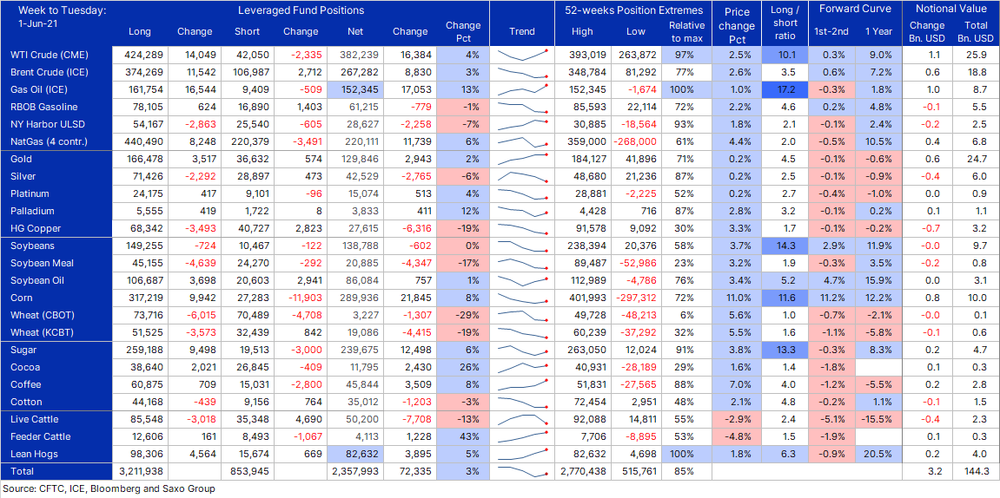 Week to Tuesday: Leveraged Fund Positions 52-weeks Position Extremes Price change Pct Long / short ratio Forward Curve Notional Value
1-Jun-21 Long Change Short Change Net Change Change Pct Trend High Low Relative to max 1st-2nd 1 Year Change Bn. USD Total Bn. USD
WTI Crude (CME) 424,289 14,049 42,050 -2,335 382,239 16,384 4% 393,019 263,872 97% 2.5% 10.1 0.3% 9.0% 1.1 25.9
Brent Crude (ICE) 374,269 11,542 106,987 2,712 267,282 8,830 3% 348,784 81,292 77% 2.6% 3.5 0.6% 7.2% 0.6 18.8
Gas Oil (ICE) 161,754 16,544 9,409 -509 152,345 17,053 13% 152,345 -1,674 100% 1.0% 17.2 -0.3% 1.8% 1.0 8.7
RBOB Gasoline 78,105 624 16,890 1,403 61,215 -779 -1% 85,593 22,114 72% 2.2% 4.6 0.2% 4.8% -0.1 5.5
NY Harbor ULSD 54,167 -2,863 25,540 -605 28,627 -2,258 -7% 30,885 -18,564 93% 1.8% 2.1 -0.1% 2.4% -0.2 2.5
NatGas (4 contr.) 440,490 8,248 220,379 -3,491 220,111 11,739 6% 359,000 -268,000 61% 4.4% 2.0 -0.5% 10.5% 0.4 6.8
Gold 166,478 3,517 36,632 574 129,846 2,943 2% 184,127 41,896 71% 0.2% 4.5 -0.1% -0.6% 0.6 24.7
Silver 71,426 -2,292 28,897 473 42,529 -2,765 -6% 48,680 21,236 87% 0.2% 2.5 -0.1% -0.9% -0.4 6.0
Platinum 24,175 417 9,101 -96 15,074 513 4% 28,881 -2,225 52% 0.2% 2.7 -0.4% -1.0% 0.0 0.9
Palladium 5,555 419 1,722 8 3,833 411 12% 4,428 716 87% 2.8% 3.2 -0.1% 0.2% 0.1 1.1
HG Copper 68,342 -3,493 40,727 2,823 27,615 -6,316 -19% 91,578 9,092 30% 3.3% 1.7 -0.1% -0.2% -0.7 3.2
Soybeans 149,255 -724 10,467 -122 138,788 -602 0% 238,394 20,376 58% 3.7% 14.3 2.9% 11.9% -0.0 9.7
Soybean Meal 45,155 -4,639 24,270 -292 20,885 -4,347 -17% 89,487 -52,986 23% 3.2% 1.9 -0.3% 3.5% -0.2 0.8
Soybean Oil 106,687 3,698 20,603 2,941 86,084 757 1% 112,989 -4,786 76% 3.4% 5.2 4.7% 15.9% 0.0 3.1
Corn 317,219 9,942 27,283 -11,903 289,936 21,845 8% 401,993 -297,312 72% 11.0% 11.6 11.2% 12.2% 0.8 10.0
Wheat (CBOT) 73,716 -6,015 70,489 -4,708 3,227 -1,307 -29% 49,728 -48,213 6% 5.6% 1.0 -0.7% -2.1% -0.0 0.1
Wheat (KCBT) 51,525 -3,573 32,439 842 19,086 -4,415 -19% 60,239 -37,292 32% 5.5% 1.6 -1.1% -5.8% -0.1 0.6
Sugar 259,188 9,498 19,513 -3,000 239,675 12,498 6% 263,050 12,024 91% 3.8% 13.3 -0.3% 8.3% 0.2 4.7
Cocoa 38,640 2,021 26,845 -409 11,795 2,430 26% 40,931 -28,189 29% 1.6% 1.4 -1.8% 0.1 0.3
Coffee 60,875 709 15,031 -2,800 45,844 3,509 8% 51,831 -27,565 88% 7.0% 4.0 -1.2% -5.5% 0.2 2.8
Cotton 44,168 -439 9,156 764 35,012 -1,203 -3% 72,454 2,951 48% 2.1% 4.8 -0.2% 1.1% -0.1 1.5
Live Cattle 85,548 -3,018 35,348 4,690 50,200 -7,708 -13% 92,088 14,811 55% -2.9% 2.4 -5.1% -15.5% -0.4 2.3
Feeder Cattle 12,606 161 8,493 -1,067 4,113 1,228 43% 7,706 -8,895 53% -4.8% 1.5 -1.9% 0.1 0.3
Lean Hogs 98,306 4,564 15,674 669 82,632 3,895 5% 82,632 4,698 100% 1.8% 6.3 -0.9% 20.5% 0.2 4.0
Total 3,211,938 853,945 2,357,993 72,335 3% 2,770,438 515,761 85% 3.2 144.3
Source: CFTC, ICE, Bloomberg and Saxo Group